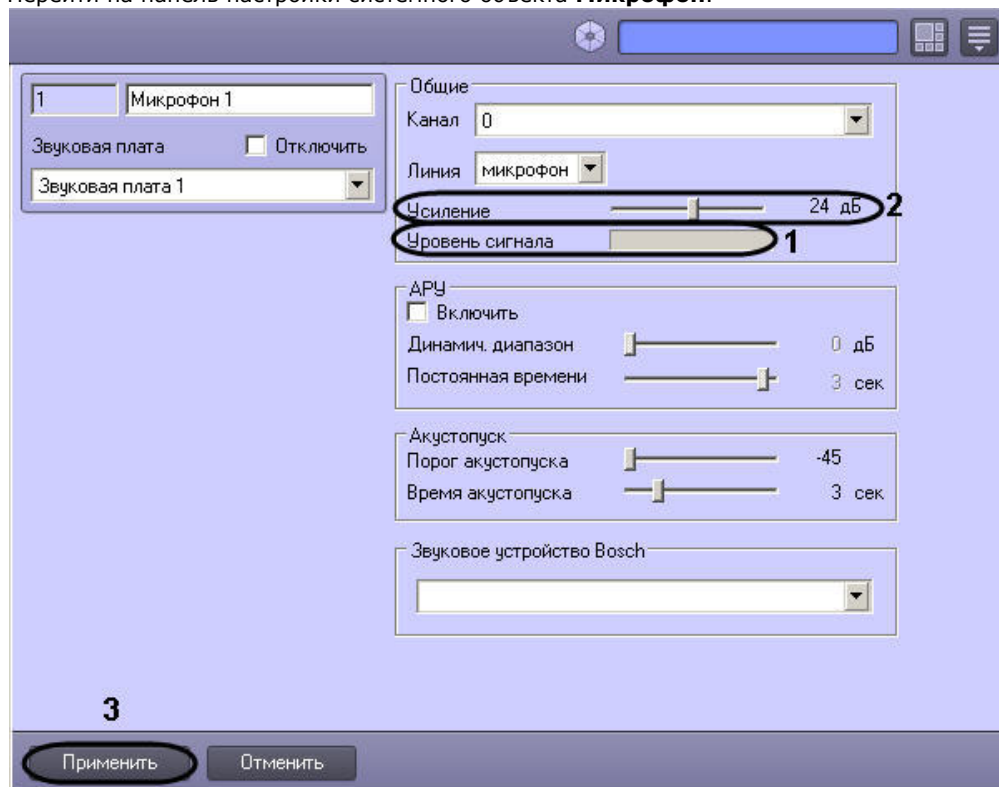 Перейти на панель настройки системного объекта Микрофон.
1 Микрофон 1
Звуковая плата Отключить
Звуковая плата 1
Общие
Канал 0
Линия микрофон
Усиление 24 дБ 2
Уровень сигнала 1
АРУ
Включить
Динамич. диапазон 0 дБ
Постоянная времени 3 сек
Акустопуск
Порог акустопуска -45
Время акустопуска 3 сек
Звуковое устройство Bosch
3
Применить Отменить